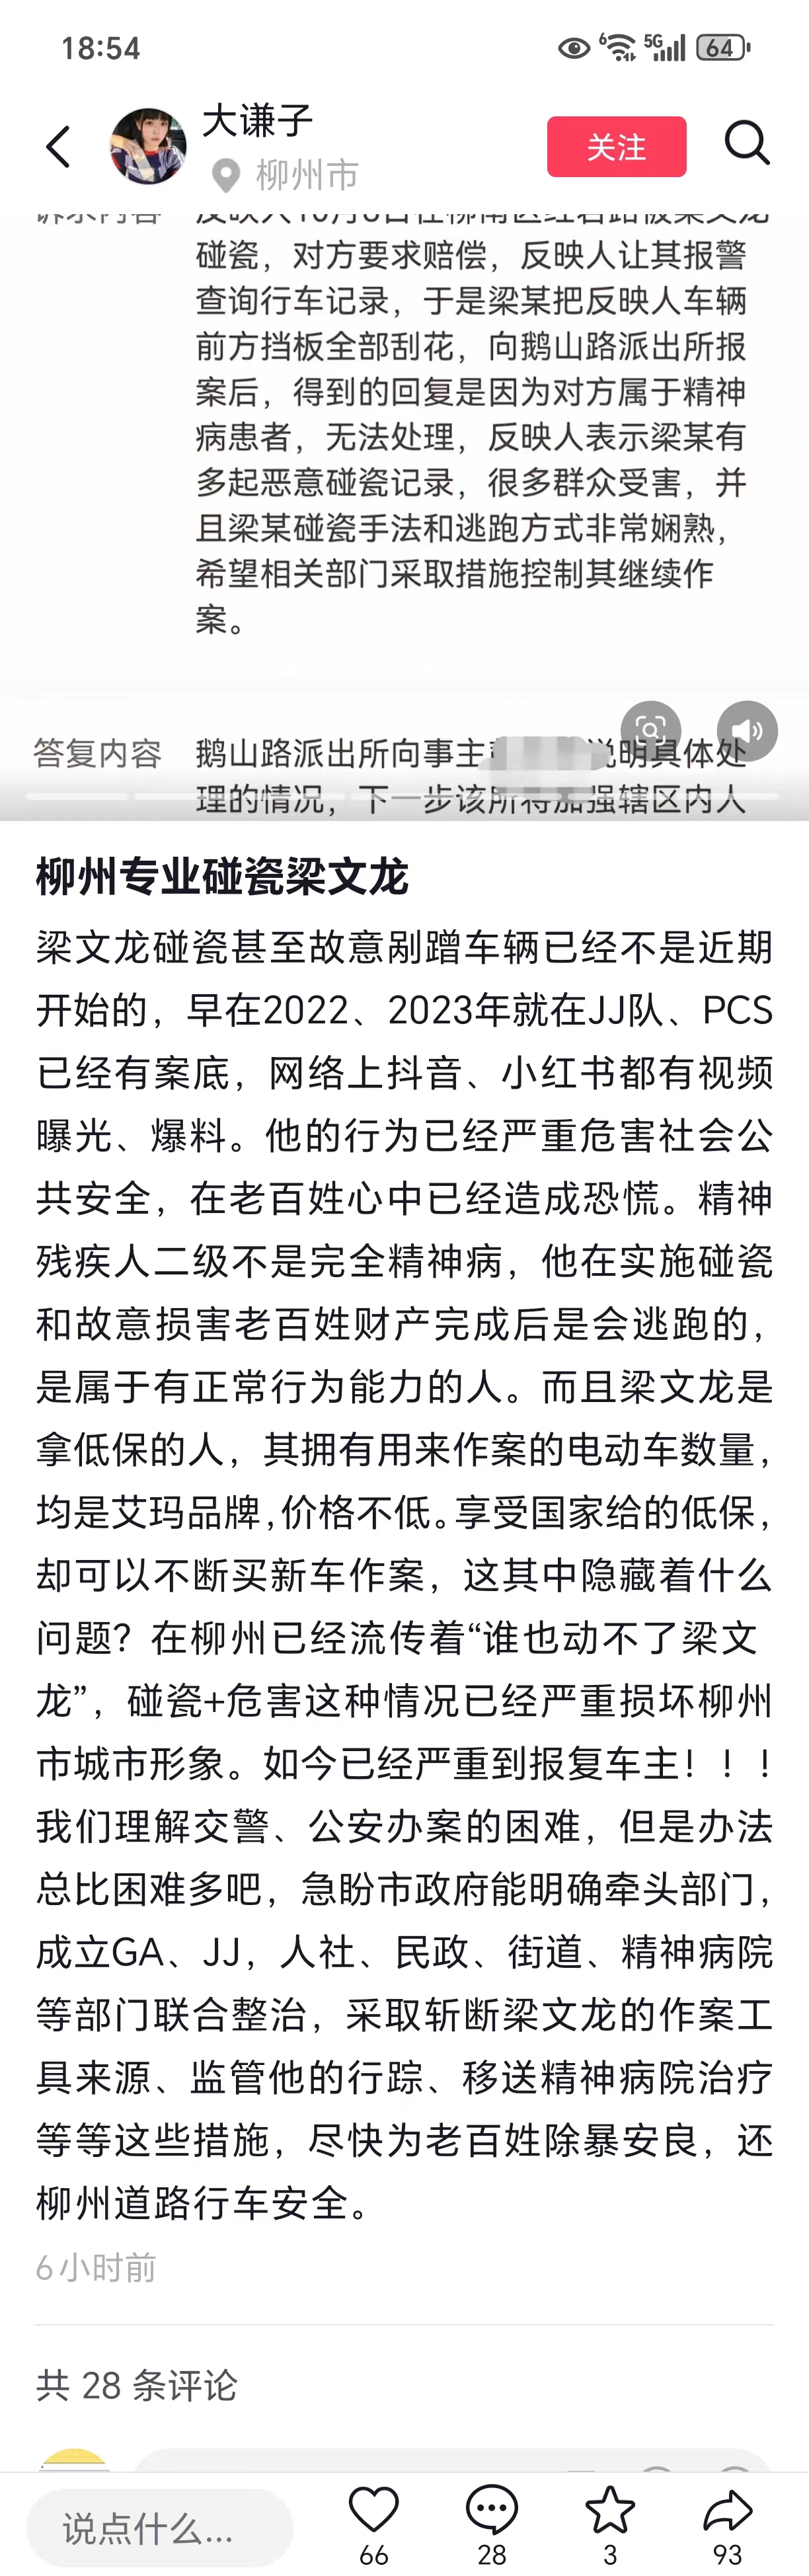 18:54
6
5G
64
大谦子
关注
柳州市
诉求内容
反映人10月8日在柳南区红岩路被梁文龙
碰瓷，对方要求赔偿，反映人让其报警
查询行车记录，于是梁某把反映人车辆
前方挡板全部刮花，向鹅山路派出所报
案后，得到的回复是因为对方属于精神
病患者，无法处理，反映人表示梁某有
多起恶意碰瓷记录，很多群众受害，并
且梁某碰瓷手法和逃跑方式非常娴熟，
希望相关部门采取措施控制其继续作
案。
答复内容
鹅山路派出所向事主
说明具体处
理的情况，下一步该所将加强辖区内人
柳州专业碰瓷梁文龙
梁文龙碰瓷甚至故意剐蹭车辆已经不是近期
开始的，早在2022、2023年就在JJ队、PCS
已经有案底，网络上抖音、小红书都有视频
曝光、爆料。他的行为已经严重危害社会公
共安全，在老百姓心中已经造成恐慌。精神
残疾人二级不是完全精神病，他在实施碰瓷
和故意损害老百姓财产完成后是会逃跑的，
是属于有正常行为能力的人。而且梁文龙是
拿低保的人，其拥有用来作案的电动车数量，
均是艾玛品牌，价格不低。享受国家给的低保，
却可以不断买新车作案，这其中隐藏着什么
问题？在柳州已经流传着“谁也动不了梁文
龙”，碰瓷+危害这种情况已经严重损坏柳州
市城市形象。如今已经严重到报复车主！！！
我们理解交警、公安办案的困难，但是办法
总比困难多吧，急盼市政府能明确牵头部门，
成立GA、JJ，人社、民政、街道、精神病院
等部门联合整治，采取斩断梁文龙的作案工
具来源、监管他的行踪、移送精神病院治疗
等等这些措施，尽快为老百姓除暴安良，还
柳州道路行车安全。
6小时前
共 28 条评论
说点什么...
66
28
3
93